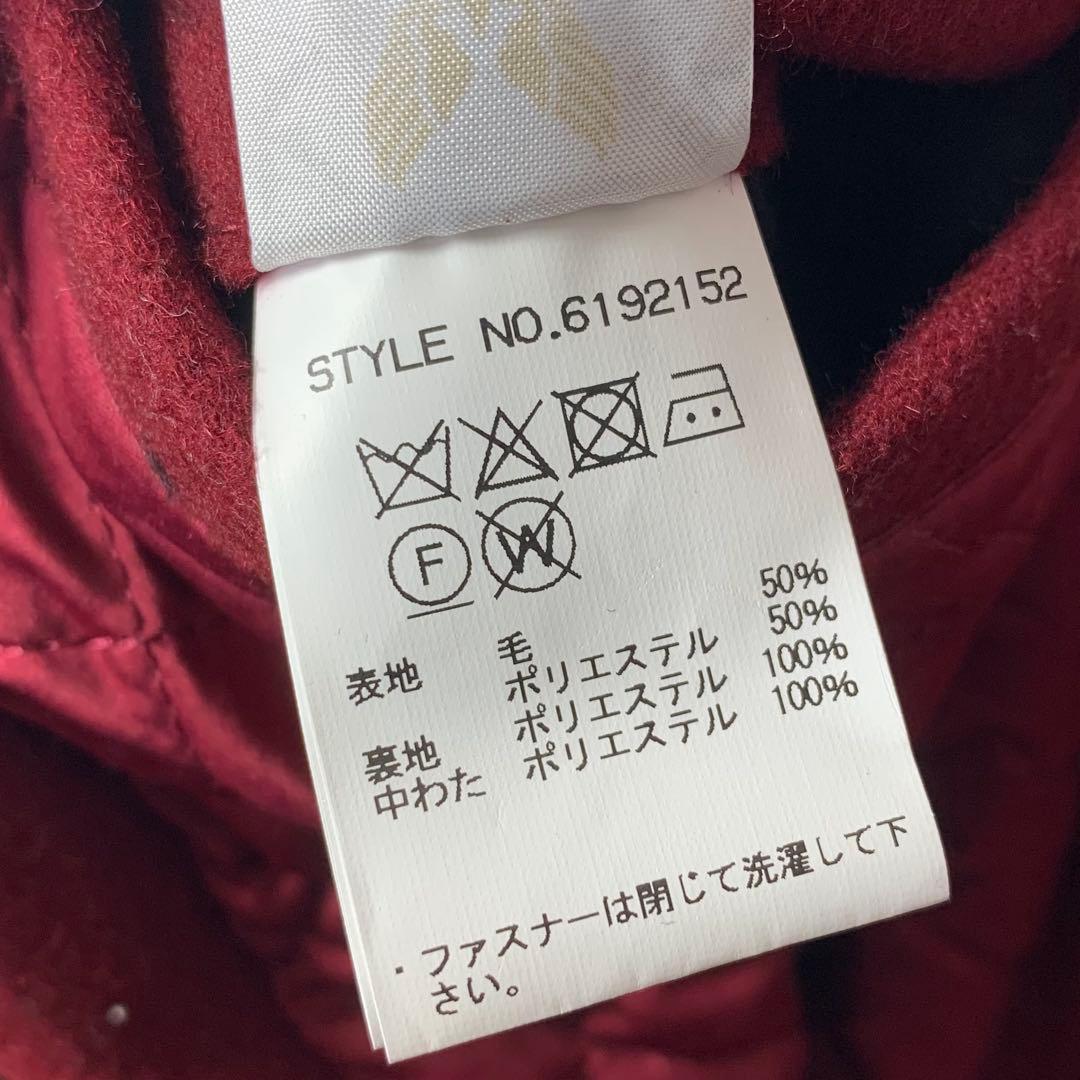 STYLE NO.6192152
F W
表地 毛 50%
ポリエステル 50%
裏地 ポリエステル 100%
中わた ポリエステル 100%
・ファスナーは閉じて洗濯して下
さい。